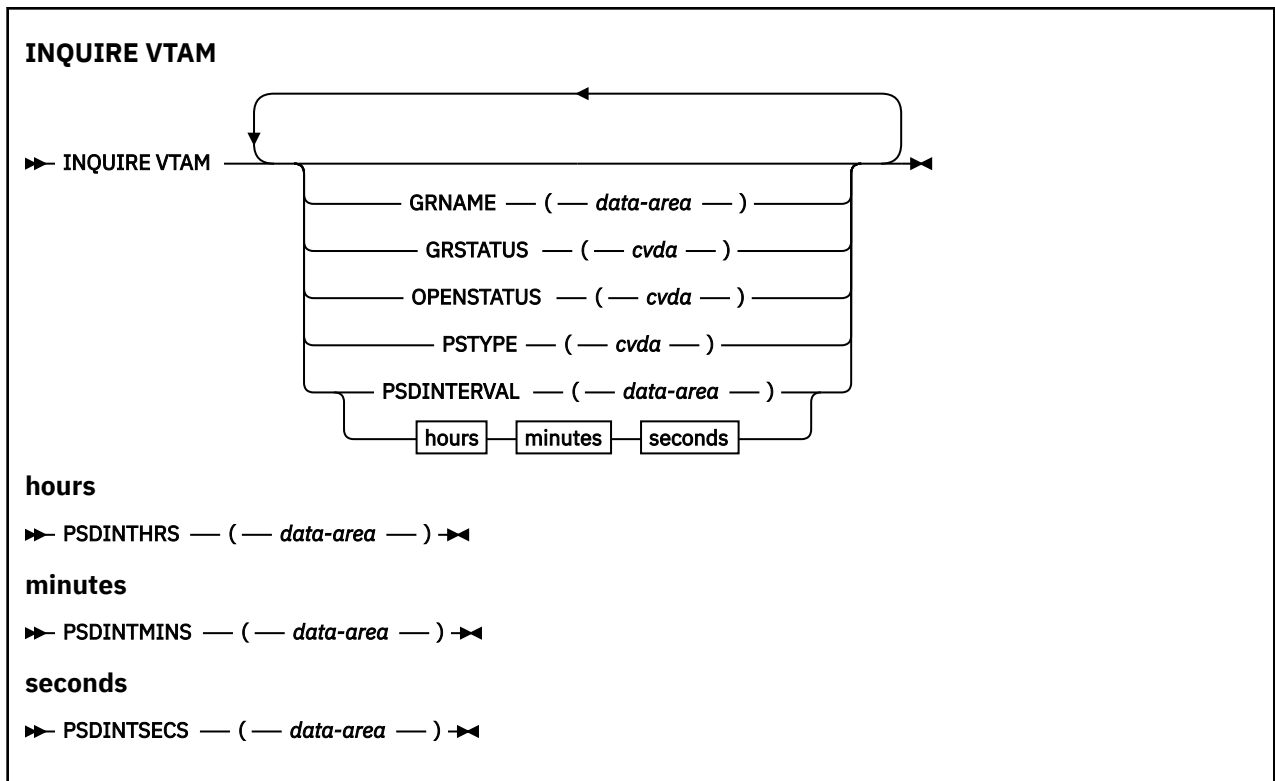 INQUIRE VTAM
INQUIRE VTAM
GRNAME ( data-area )
GRSTATUS ( cvda )
OPENSTATUS ( cvda )
PSTYPE ( cvda )
PSDINTERVAL ( data-area )
hours minutes seconds
hours
PSDINTHRS ( data-area )
minutes
PSDINTMINS ( data-area )
seconds
PSDINTSECS ( data-area )